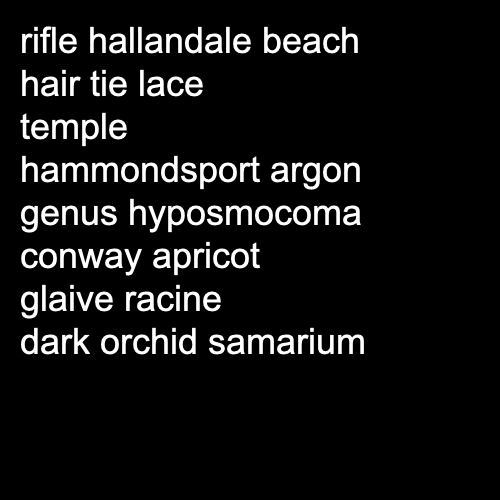 rifle hallandale beach
hair tie lace
temple
hammondsport argon
genus hyposmocoma
conway apricot
glaive racine
dark orchid samarium